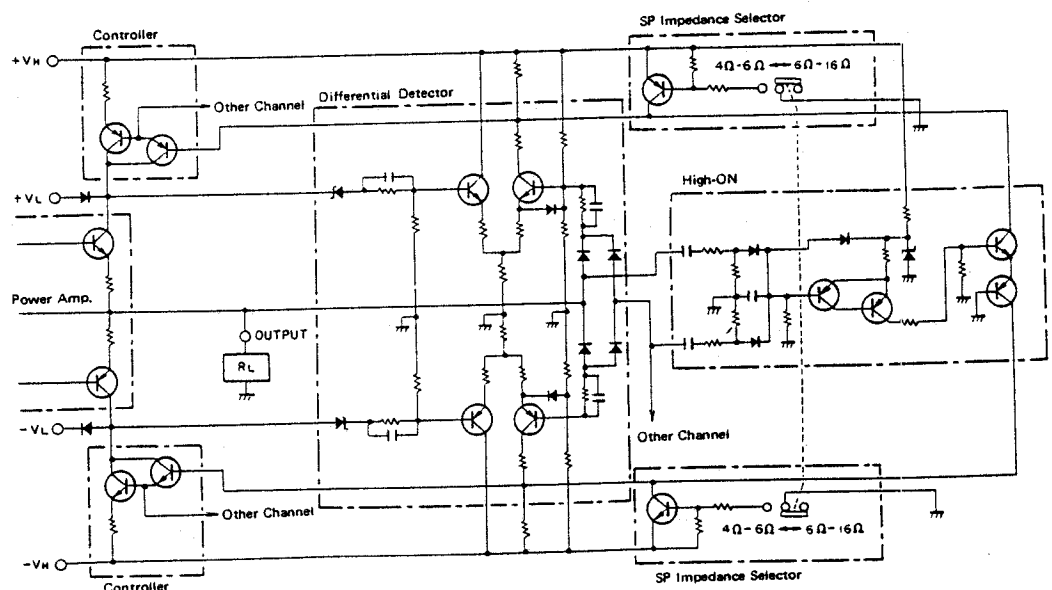 SP Impedance Selector
Controller
+VH
4Ω-6Ω ↔ 6Ω-16Ω
Other Channel
Differential Detector
High-ON
+VL
Power Amp.
OUTPUT
RL
-VL
Other Channel
Other Channel
4Ω-6Ω ↔ 6Ω-16Ω
-VH
SP Impedance Selector
Controller